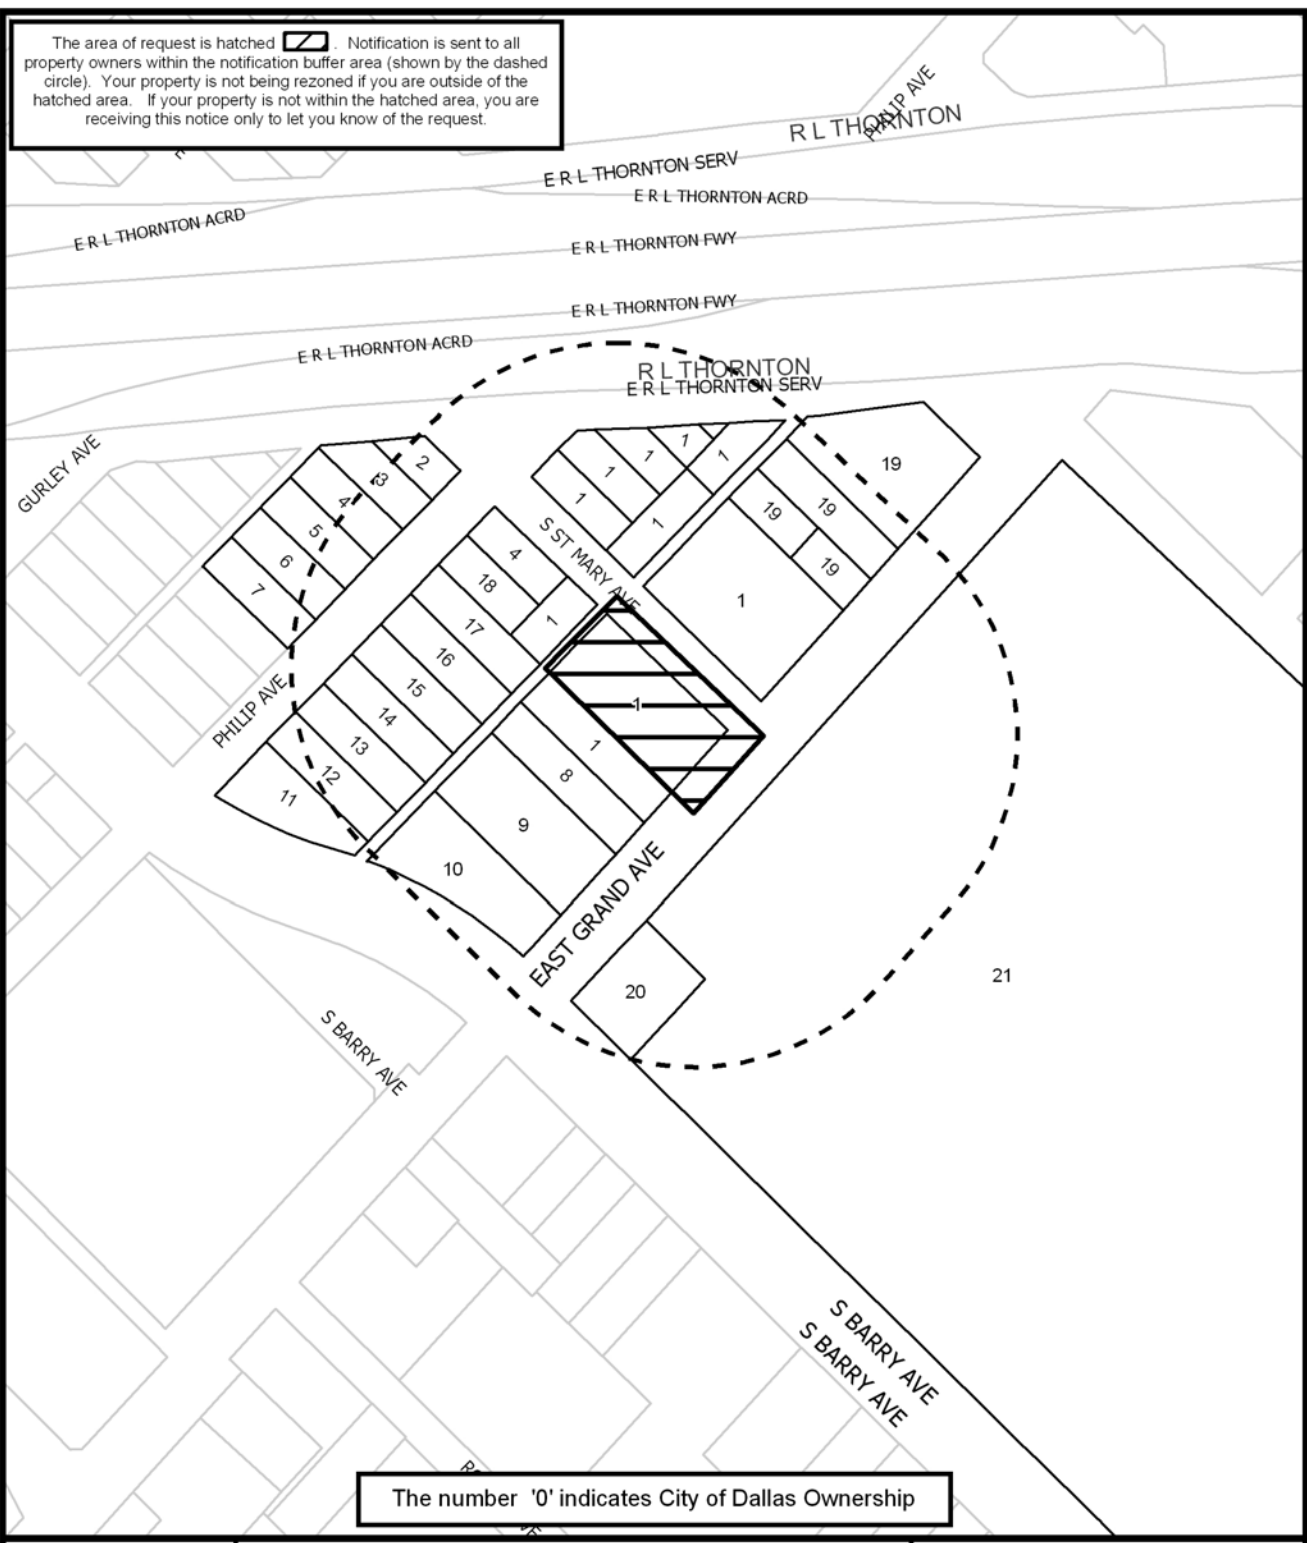 The area of request is hatched . Notification is sent to all
property owners within the notification buffer area (shown by the dashed
circle). Your property is not being rezoned if you are outside of the
hatched area. If your property is not within the hatched area, you are
receiving this notice only to let you know of the request.
PHILIP AVE
R L THORNTON
E R L THORNTON SERV
E R L THORNTON ACRD
E R L THORNTON ACRD
E R L THORNTON FWY
E R L THORNTON FWY
E R L THORNTON ACRD
R L THORNTON
E R L THORNTON SERV
GURLEY AVE
2
3
4
5
6
7
1
1
1
1
1
1
19
19
19
19
S ST MARY AVE
4
18
1
17
16
15
14
13
12
11
1
1
1
8
9
10
PHILIP AVE
EAST GRAND AVE
20
21
S BARRY AVE
S BARRY AVE
S BARRY AVE
The number '0' indicates City of Dallas Ownership